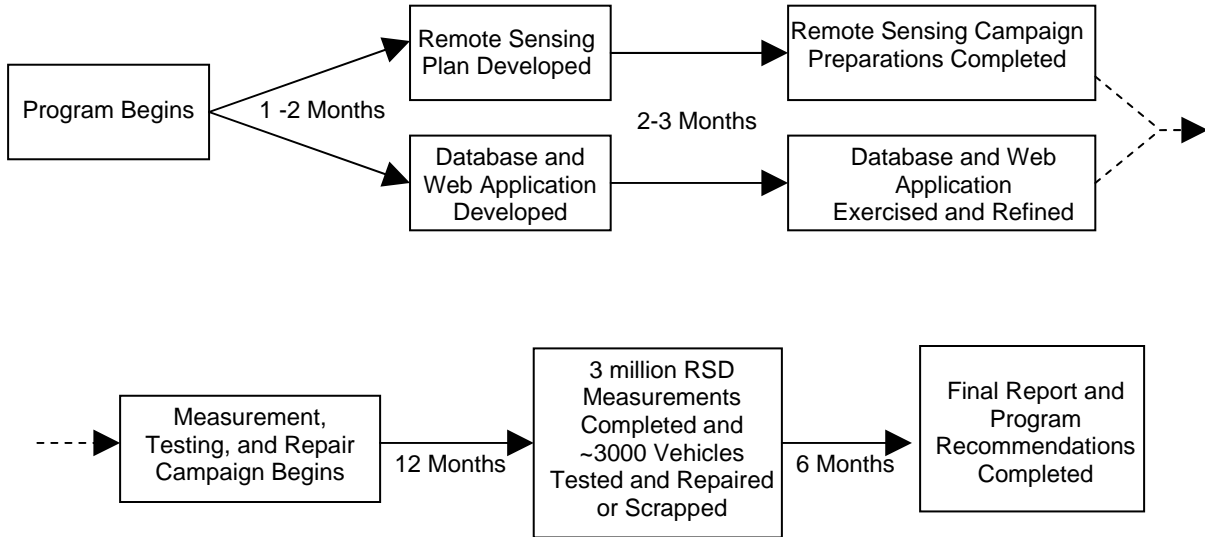 Program Begins
1 -2 Months
Remote Sensing
Plan Developed
Database and
Web Application
Developed
2-3 Months
Remote Sensing Campaign
Preparations Completed
Database and Web
Application
Exercised and Refined
Measurement,
Testing, and Repair
Campaign Begins
12 Months
3 million RSD
Measurements
Completed and
~3000 Vehicles
Tested and Repaired
or Scrapped
6 Months
Final Report and
Program
Recommendations
Completed